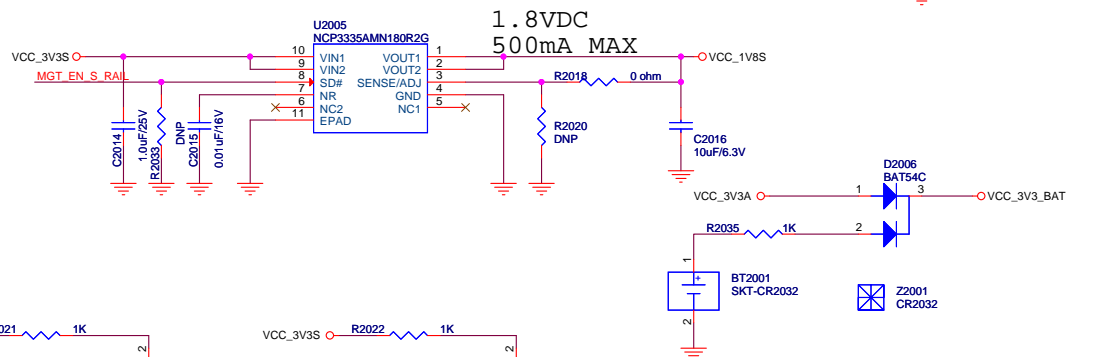 1.8VDC
500mA MAX
U2005
NCP3335AMN180R2G
VCC_3V3S
VCC_1V8S
MGT_EN_S_RAIL
10 VIN1 VOUT1 1
9 VIN2 VOUT2 2
8 SD# SENSE/ADJ 3
7 NR GND 4
6 NC2 NC1 5
11 EPAD
R2018 0 ohm
C2014
1.0uF/25V
R2033
DNP
C2015
0.01uF/16V
R2020
DNP
C2016
10uF/6.3V
D2006
BAT54C
VCC_3V3A
1
3
VCC_3V3_BAT
R2035 1K
2
1
BT2001
SKT-CR2032
2
Z2001
CR2032
021 1K
2
VCC_3V3S
R2022 1K
2